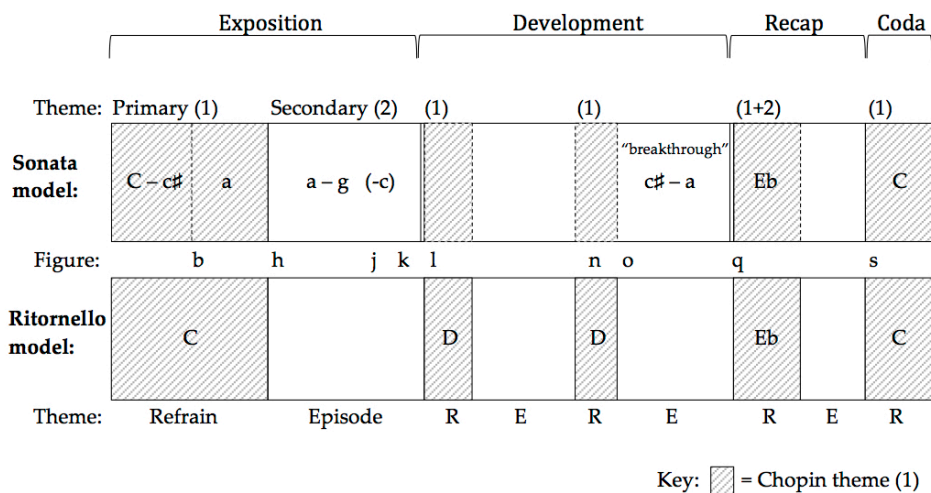 Exposition Development Recap Coda
Theme: Primary (1) Secondary (2) (1) (1) (1+2) (1)
Sonata model: C – c♯ a a – g (-c) "breakthrough" c♯ – a Eb C
Figure: b h j k l n o q s
Ritornello model: C D D Eb C
Theme: Refrain Episode R E R E R E R
Key: = Chopin theme (1)